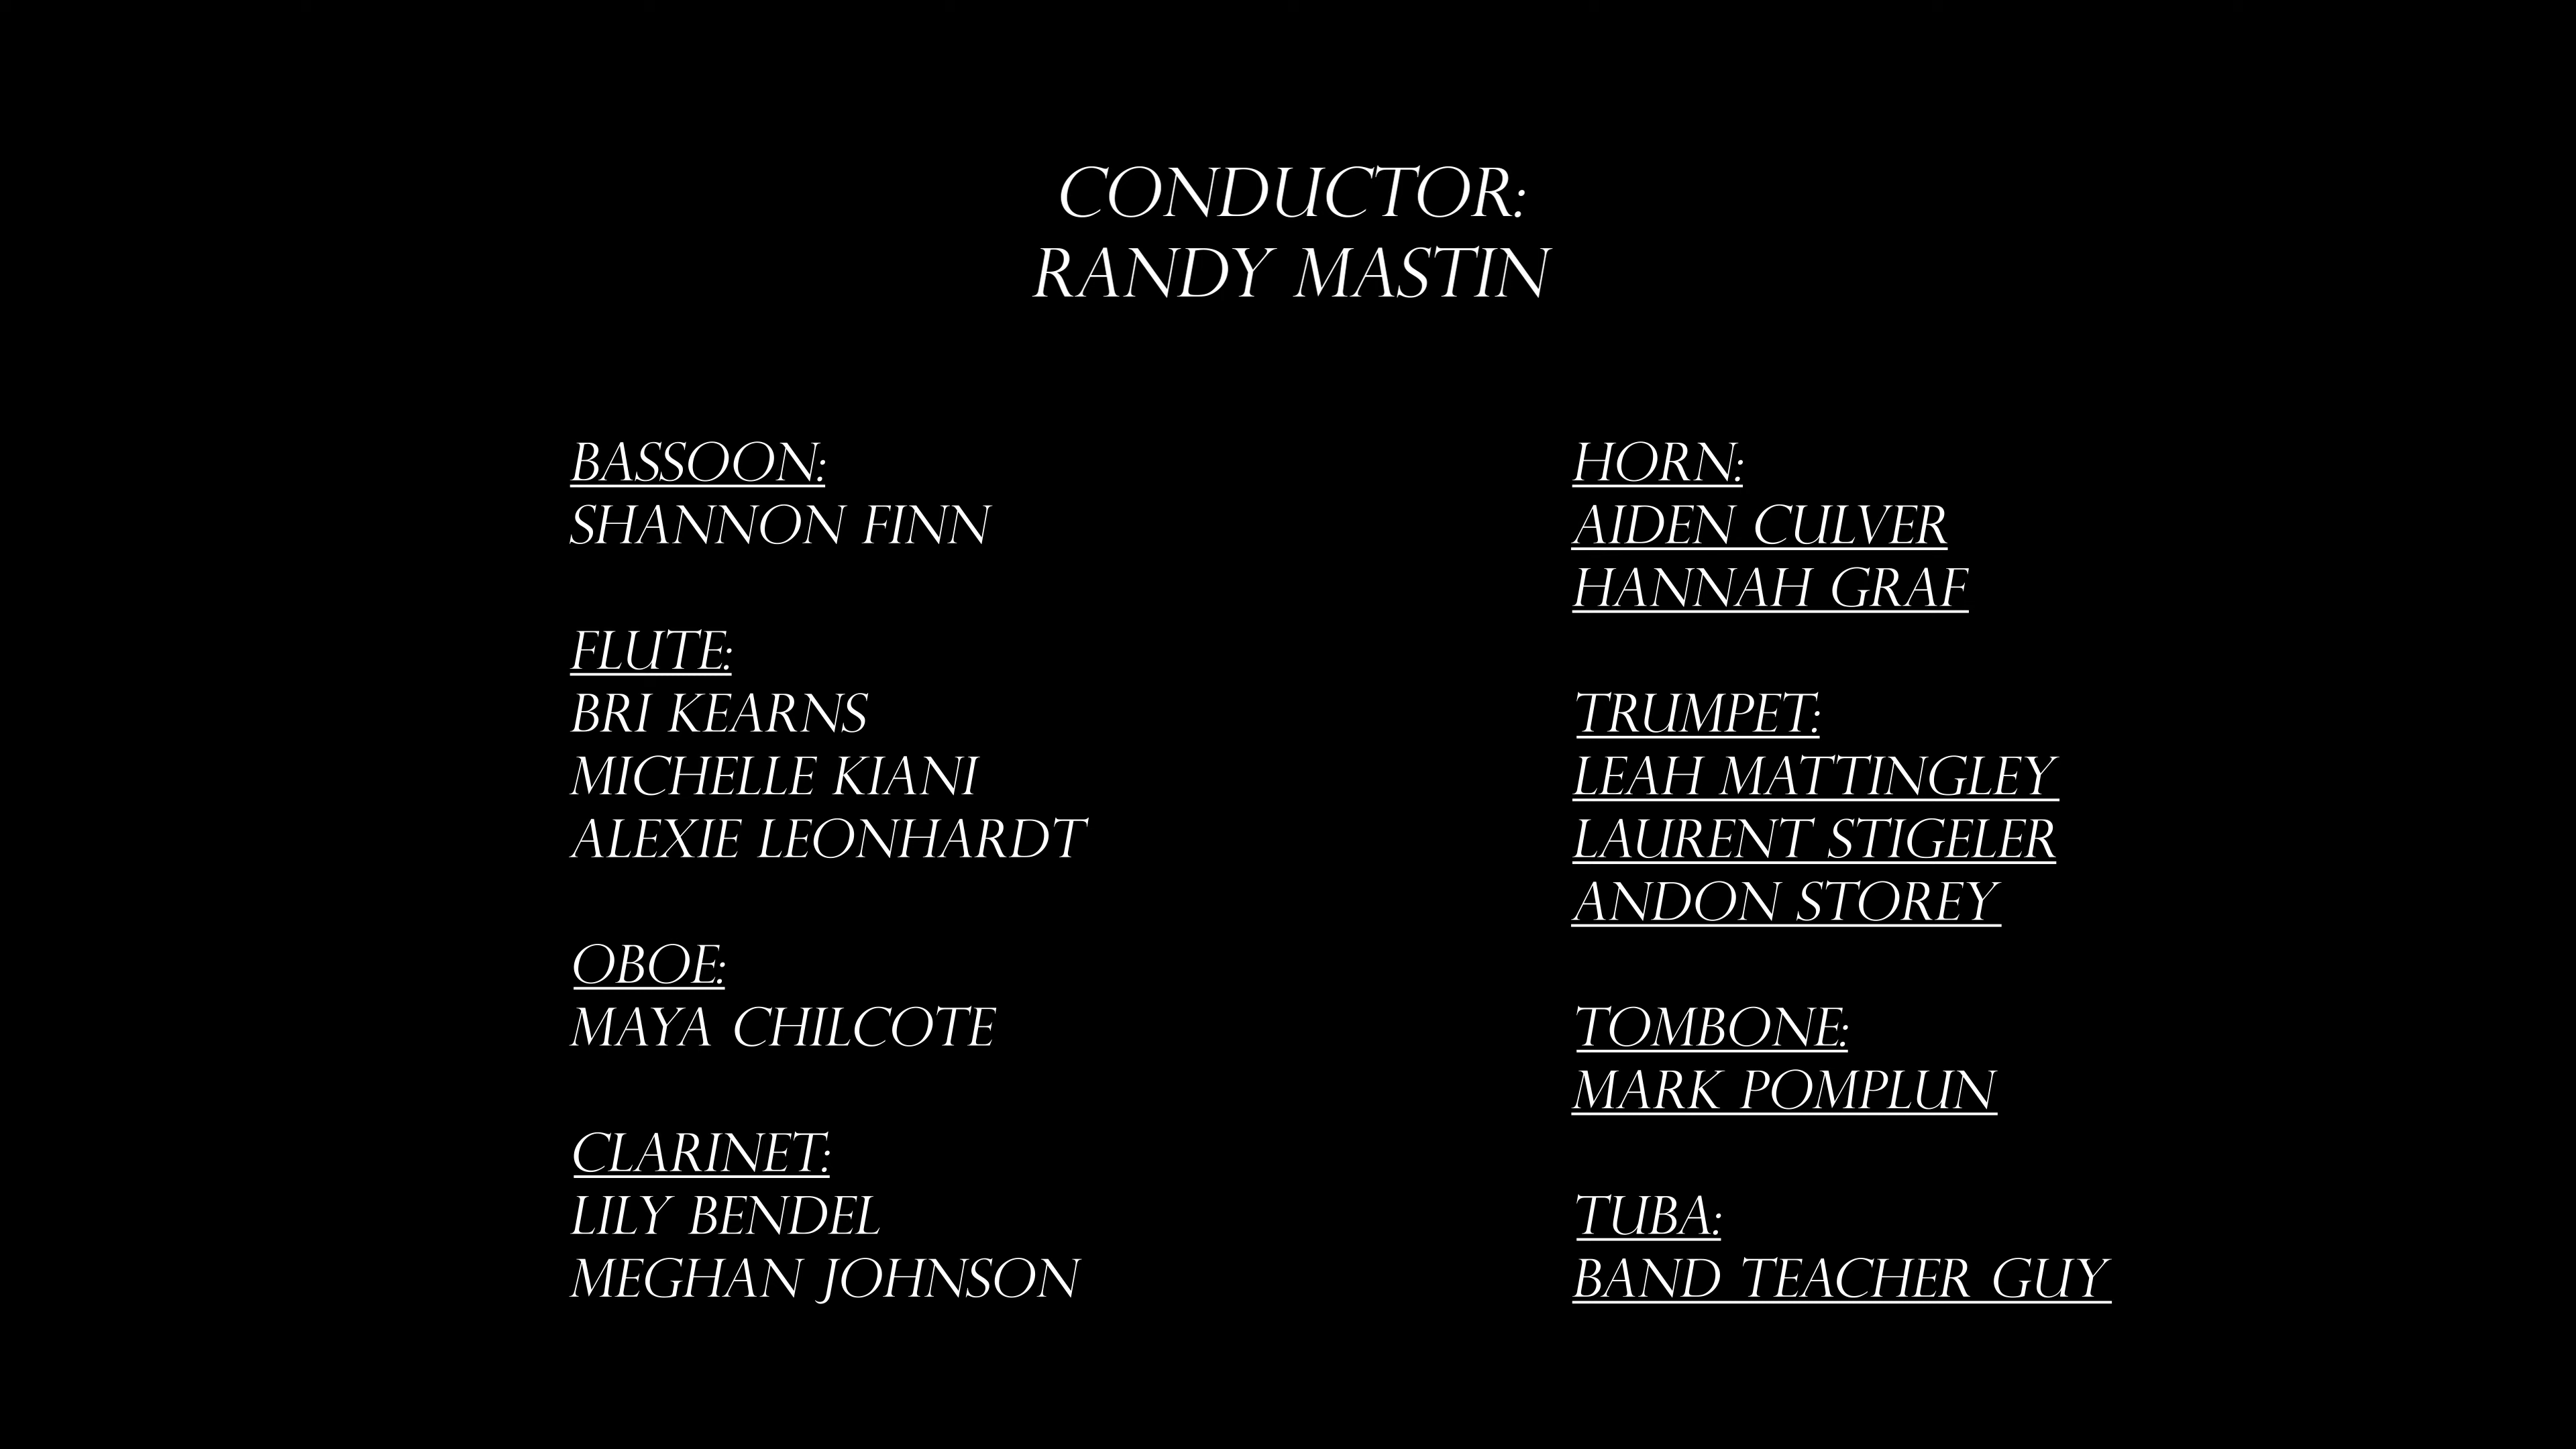 CONDUCTOR:
RANDY MASTIN
BASSOON:
SHANNON FINN
FLUTE:
BRI KEARNS
MICHELLE KIANI
ALEXIE LEONHARDT
OBOE:
MAYA CHILCOTE
CLARINET:
LILY BENDEL
MEGHAN JOHNSON
HORN:
AIDEN CULVER
HANNAH GRAF
TRUMPET:
LEAH MATTINGLEY
LAURENT STIGELER
ANDON STOREY
TOMBONE:
MARK POMPLUN
TUBA:
BAND TEACHER GUY